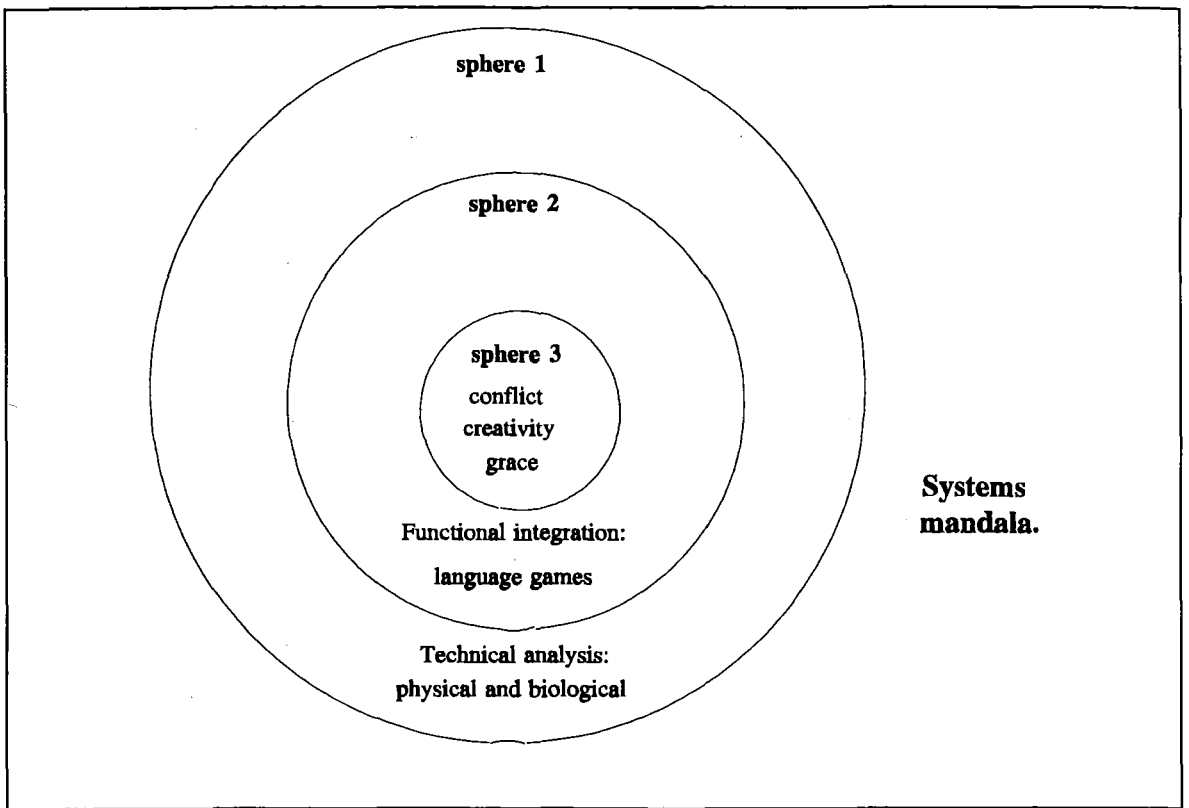 sphere 1
sphere 2
sphere 3
conflict
creativity
grace
Functional integration:
language games
Technical analysis:
physical and biological
Systems
mandala.